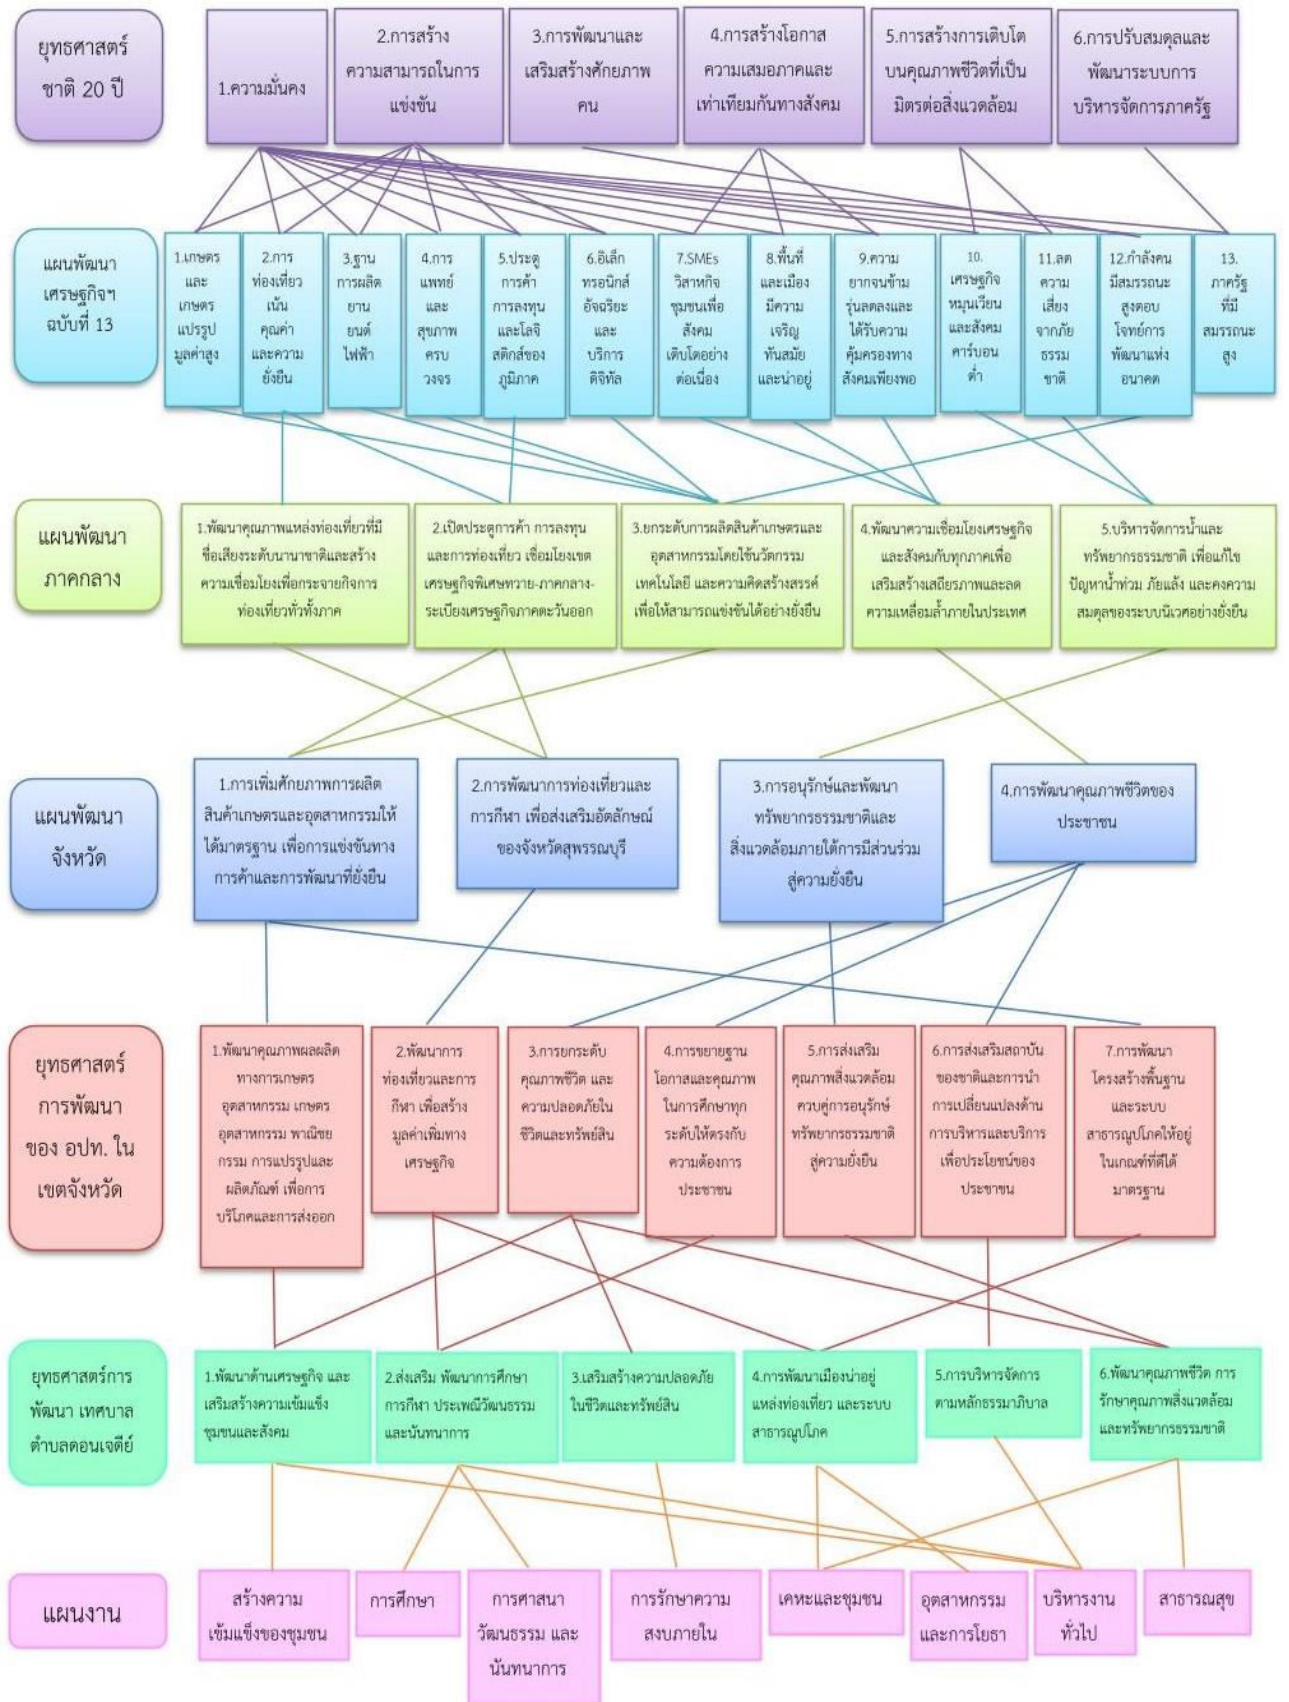 ยุทธศาสตร์
ชาติ 20 ปี
1.ความมั่นคง
2.การสร้าง
ความสามารถในการ
แข่งขัน
3.การพัฒนาและ
เสริมสร้างศักยภาพ
คน
4.การสร้างโอกาส
ความเสมอภาคและ
เท่าเทียมกันทางสังคม
5.การสร้างการเติบโต
บนคุณภาพชีวิตที่เป็น
มิตรต่อสิ่งแวดล้อม
6.การปรับสมดุลและ
พัฒนาระบบการ
บริหารจัดการภาครัฐ
แผนพัฒนา
เศรษฐกิจฯ
ฉบับที่ 13
1.เกษตร
และ
เกษตร
แปรรูป
มูลค่าสูง
2.การ
ท่องเที่ยว
เน้น
คุณค่า
และความ
ยั่งยืน
3.ฐาน
การผลิต
ยาน
ยนต์
ไฟฟ้า
4.การ
แพทย์
และ
สุขภาพ
ครบ
วงจร
5.ประตู
การค้า
การลงทุน
และโลจิ
สติกส์ของ
ภูมิภาค
6.อิเล็ก
ทรอนิกส์
อัจฉริยะ
และ
บริการ
ดิจิทัล
7.SMEs
วิสาหกิจ
ชุมชนเพื่อ
สังคม
เติบโตอย่าง
ต่อเนื่อง
8.พื้นที่
และเมือง
มีความ
เจริญ
ทันสมัย
และน่าอยู่
9.ความ
ยากจนข้าม
รุ่นลดลงและ
ได้รับความ
คุ้มครองทาง
สังคมเพียงพอ
10.
เศรษฐกิจ
หมุนเวียน
และสังคม
คาร์บอน
ต่ำ
11.ลด
ความ
เสี่ยง
จากภัย
ธรรม
ชาติ
12.กำลังคน
มีสมรรถนะ
สูงตอบ
โจทย์การ
พัฒนาแห่ง
อนาคต
13.
ภาครัฐ
ที่มี
สมรรถนะ
สูง
แผนพัฒนา
ภาคกลาง
1.พัฒนาคุณภาพแหล่งท่องเที่ยวที่มี
ชื่อเสียงระดับนานาชาติและสร้าง
ความเชื่อมโยงเพื่อกระจายกิจการ
ท่องเที่ยวทั่วทั้งภาค
2.เปิดประตูการค้า การลงทุน
และการท่องเที่ยว เชื่อมโยงเขต
เศรษฐกิจพิเศษทวาย-ภาคกลาง-
ระเบียงเศรษฐกิจภาคตะวันออก
3.ยกระดับการผลิตสินค้าเกษตรและ
อุตสาหกรรมโดยใช้นวัตกรรม
เทคโนโลยี และความคิดสร้างสรรค์
เพื่อให้สามารถแข่งขันได้อย่างยั่งยืน
4.พัฒนาความเชื่อมโยงเศรษฐกิจ
และสังคมกับทุกภาคเพื่อ
เสริมสร้างเสถียรภาพและลด
ความเหลื่อมล้ำภายในประเทศ
5.บริหารจัดการน้ำและ
ทรัพยากรธรรมชาติ เพื่อแก้ไข
ปัญหาน้ำท่วม ภัยแล้ง และคงความ
สมดุลของระบบนิเวศอย่างยั่งยืน
แผนพัฒนา
จังหวัด
1.การเพิ่มศักยภาพการผลิต
สินค้าเกษตรและอุตสาหกรรมให้
ได้มาตรฐาน เพื่อการแข่งขันทาง
การค้าและการพัฒนาที่ยั่งยืน
2.การพัฒนาการท่องเที่ยวและ
การกีฬา เพื่อส่งเสริมอัตลักษณ์
ของจังหวัดสุพรรณบุรี
3.การอนุรักษ์และพัฒนา
ทรัพยากรธรรมชาติและ
สิ่งแวดล้อมภายใต้การมีส่วนร่วม
สู่ความยั่งยืน
4.การพัฒนาคุณภาพชีวิตของ
ประชาชน
ยุทธศาสตร์
การพัฒนา
ของ อปท. ใน
เขตจังหวัด
1.พัฒนาคุณภาพผลผลิต
ทางการเกษตร
อุตสาหกรรม เกษตร
อุตสาหกรรม พาณิชย
กรรม การแปรรูปและ
ผลิตภัณฑ์ เพื่อการ
บริโภคและการส่งออก
2.พัฒนาการ
ท่องเที่ยวและการ
กีฬา เพื่อสร้าง
มูลค่าเพิ่มทาง
เศรษฐกิจ
3.การยกระดับ
คุณภาพชีวิต และ
ความปลอดภัยใน
ชีวิตและทรัพย์สิน
4.การขยายฐาน
โอกาสและคุณภาพ
ในการศึกษาทุก
ระดับให้ตรงกับ
ความต้องการ
ประชาชน
5.การส่งเสริม
คุณภาพสิ่งแวดล้อม
ควบคู่การอนุรักษ์
ทรัพยากรธรรมชาติ
สู่ความยั่งยืน
6.การส่งเสริมสถาบัน
ของชาติและการนำ
การเปลี่ยนแปลงด้าน
การบริหารและบริการ
เพื่อประโยชน์ของ
ประชาขน
7.การพัฒนา
โครงสร้างพื้นฐาน
และระบบ
สาธารณูปโภคให้อยู่
ในเกณฑ์ที่ดีได้
มาตรฐาน
ยุทธศาสตร์การ
พัฒนา เทศบาล
ตำบลดอนเจดีย์
1.พัฒนาด้านเศรษฐกิจ และ
เสริมสร้างความเข้มแข็ง
ชุมชนและสังคม
2.ส่งเสริม พัฒนาการศึกษา
การกีฬา ประเพณีวัฒนธรรม
และนันทนาการ
3.เสริมสร้างความปลอดภัย
ในชีวิตและทรัพย์สิน
4.การพัฒนาเมืองน่าอยู่
แหล่งท่องเที่ยว และระบบ
สาธารณูปโภค
5.การบริหารจัดการ
ตามหลักธรรมาภิบาล
6.พัฒนาคุณภาพชีวิต การ
รักษาคุณภาพสิ่งแวดล้อม
และทรัพยากรธรรมชาติ
แผนงาน
สร้างความ
เข้มแข็งของชุมชน
การศึกษา
การศาสนา
วัฒนธรรม และ
นันทนาการ
การรักษาความ
สงบภายใน
เคหะและชุมชน
อุตสาหกรรม
และการโยธา
บริหารงาน
ทั่วไป
สาธารณสุข